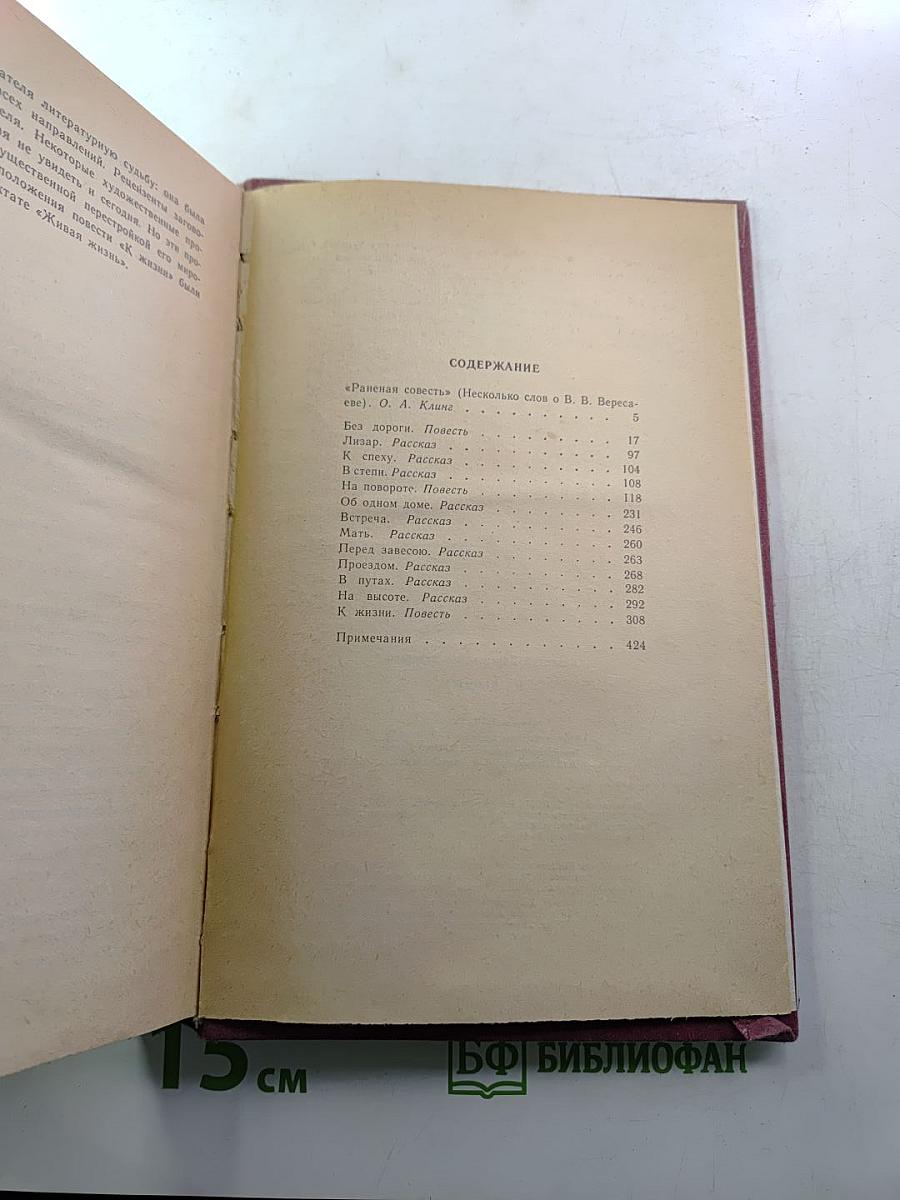 ателя литературную судьбу: она была
всех направлений. Рецензенты загово-
еля. Некоторые художественные про-
я не увидеть и сегодня. Но эти про-
ущественной перестройкой его миро-
положения повести «К жизни» были
ктате «Живая жизнь».
СОДЕРЖАНИЕ
«Раненая совесть» (Несколько слов о В. В. Вереса-
еве). О. А. Клинг . . . . . . . . . . 5
Без дороги. Повесть . . . . . . . . . 17
Лизар. Рассказ . . . . . . . . . . . 97
К спеху. Рассказ . . . . . . . . . . 104
В степи. Рассказ . . . . . . . . . . 108
На повороте. Повесть . . . . . . . . . 118
Об одном доме. Рассказ . . . . . . . . 231
Встреча. Рассказ . . . . . . . . . . 246
Мать. Рассказ . . . . . . . . . . . 260
Перед завесою. Рассказ . . . . . . . . 263
Проездом. Рассказ . . . . . . . . . . 268
В путах. Рассказ . . . . . . . . . . 282
На высоте. Рассказ . . . . . . . . . 292
К жизни. Повесть . . . . . . . . . . 308
Примечания . . . . . . . . . . . . 424
15 см
БФ БИБЛИОФАН